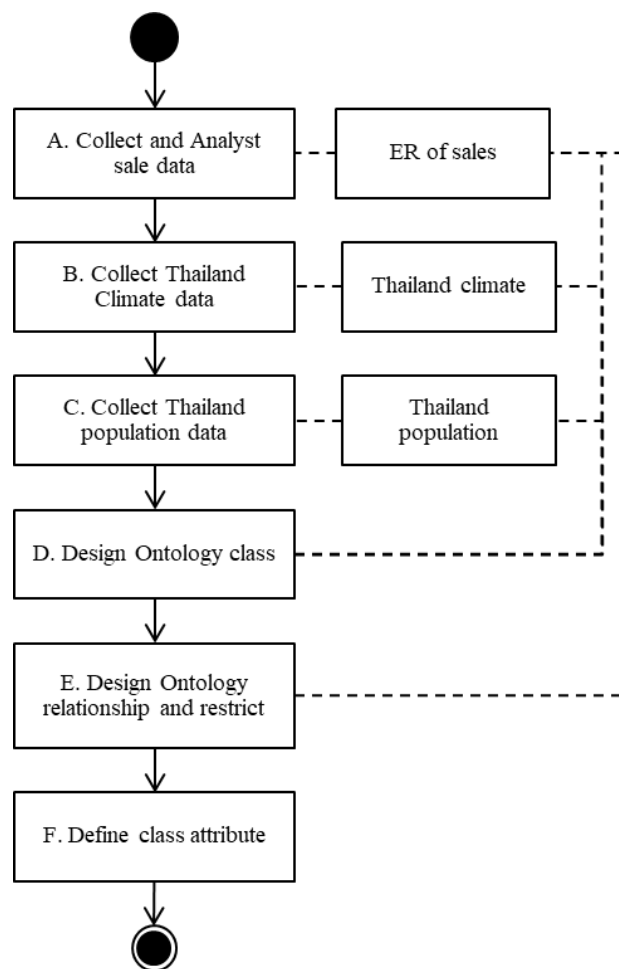 A. Collect and Analyst
sale data
ER of sales
B. Collect Thailand
Climate data
Thailand climate
C. Collect Thailand
population data
Thailand
population
D. Design Ontology class
E. Design Ontology
relationship and restrict
F. Define class attribute